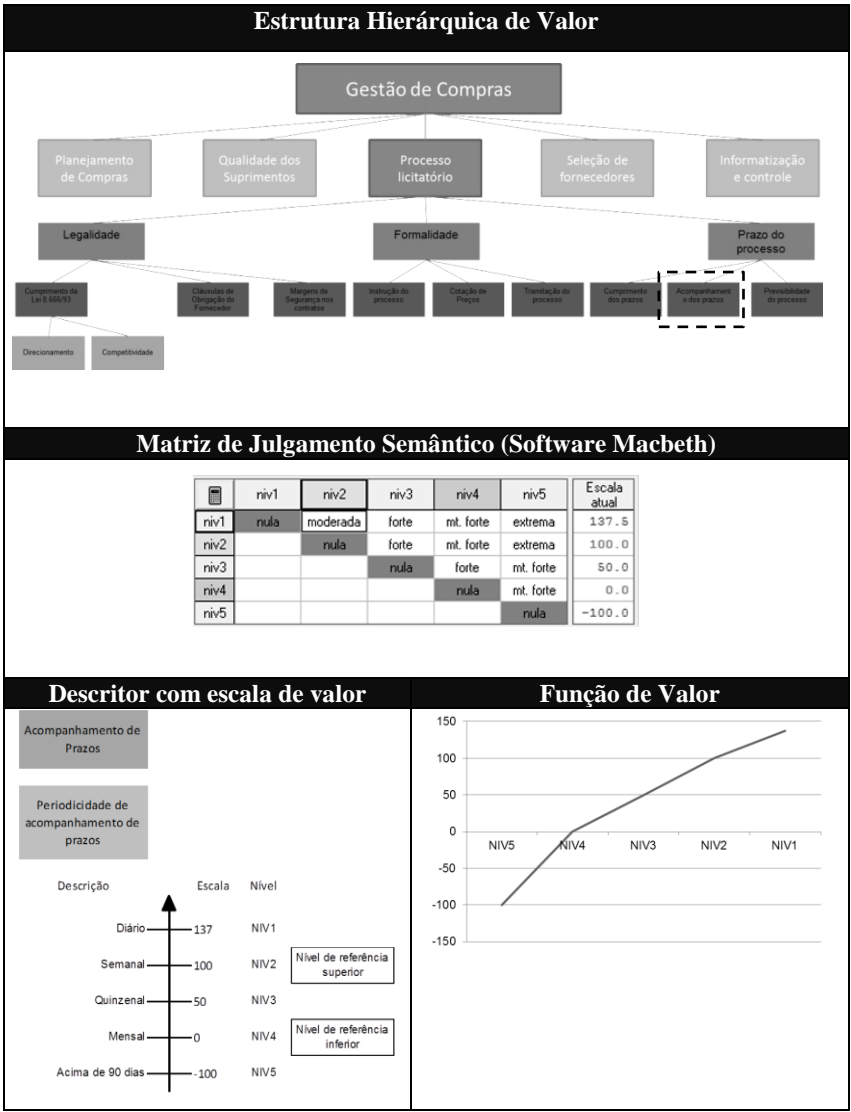 Estrutura Hierárquica de Valor
Gestão de Compras
Planejamento
de Compras
Qualidade dos
Suprimentos
Processo
licitatório
Seleção de
fornecedores
Informatização
e controle
Legalidade
Formalidade
Prazo do
processo
Cumprimento da
Lei 8.666/93
Cláusulas de
Obrigação do
Fornecedor
Margens de
Segurança nos
contratos
Instrução do
processo
Cotação de
Preços
Tramitação do
processo
Cumprimento
dos prazos
Acompanhament
o dos prazos
Previsibilidade
do processo
Direcionamento
Competitividade
Matriz de Julgamento Semântico (Software Macbeth)
niv1 niv2 niv3 niv4 niv5 Escala
atual
niv1 nula moderada forte mt. forte extrema 137.5
niv2 nula forte mt. forte extrema 100.0
niv3 nula forte mt. forte 50.0
niv4 nula mt. forte 0.0
niv5 nula -100.0
Descritor com escala de valor
Acompanhamento de
Prazos
Periodicidade de
acompanhamento de
prazos
Descrição Escala Nível
Diário 137 NIV1
Semanal 100 NIV2 Nível de referência
superior
Quinzenal 50 NIV3
Mensal 0 NIV4 Nível de referência
inferior
Acima de 90 dias -100 NIV5
Função de Valor
150
100
50
0
NIV5 NIV4 NIV3 NIV2 NIV1
-50
-100
-150